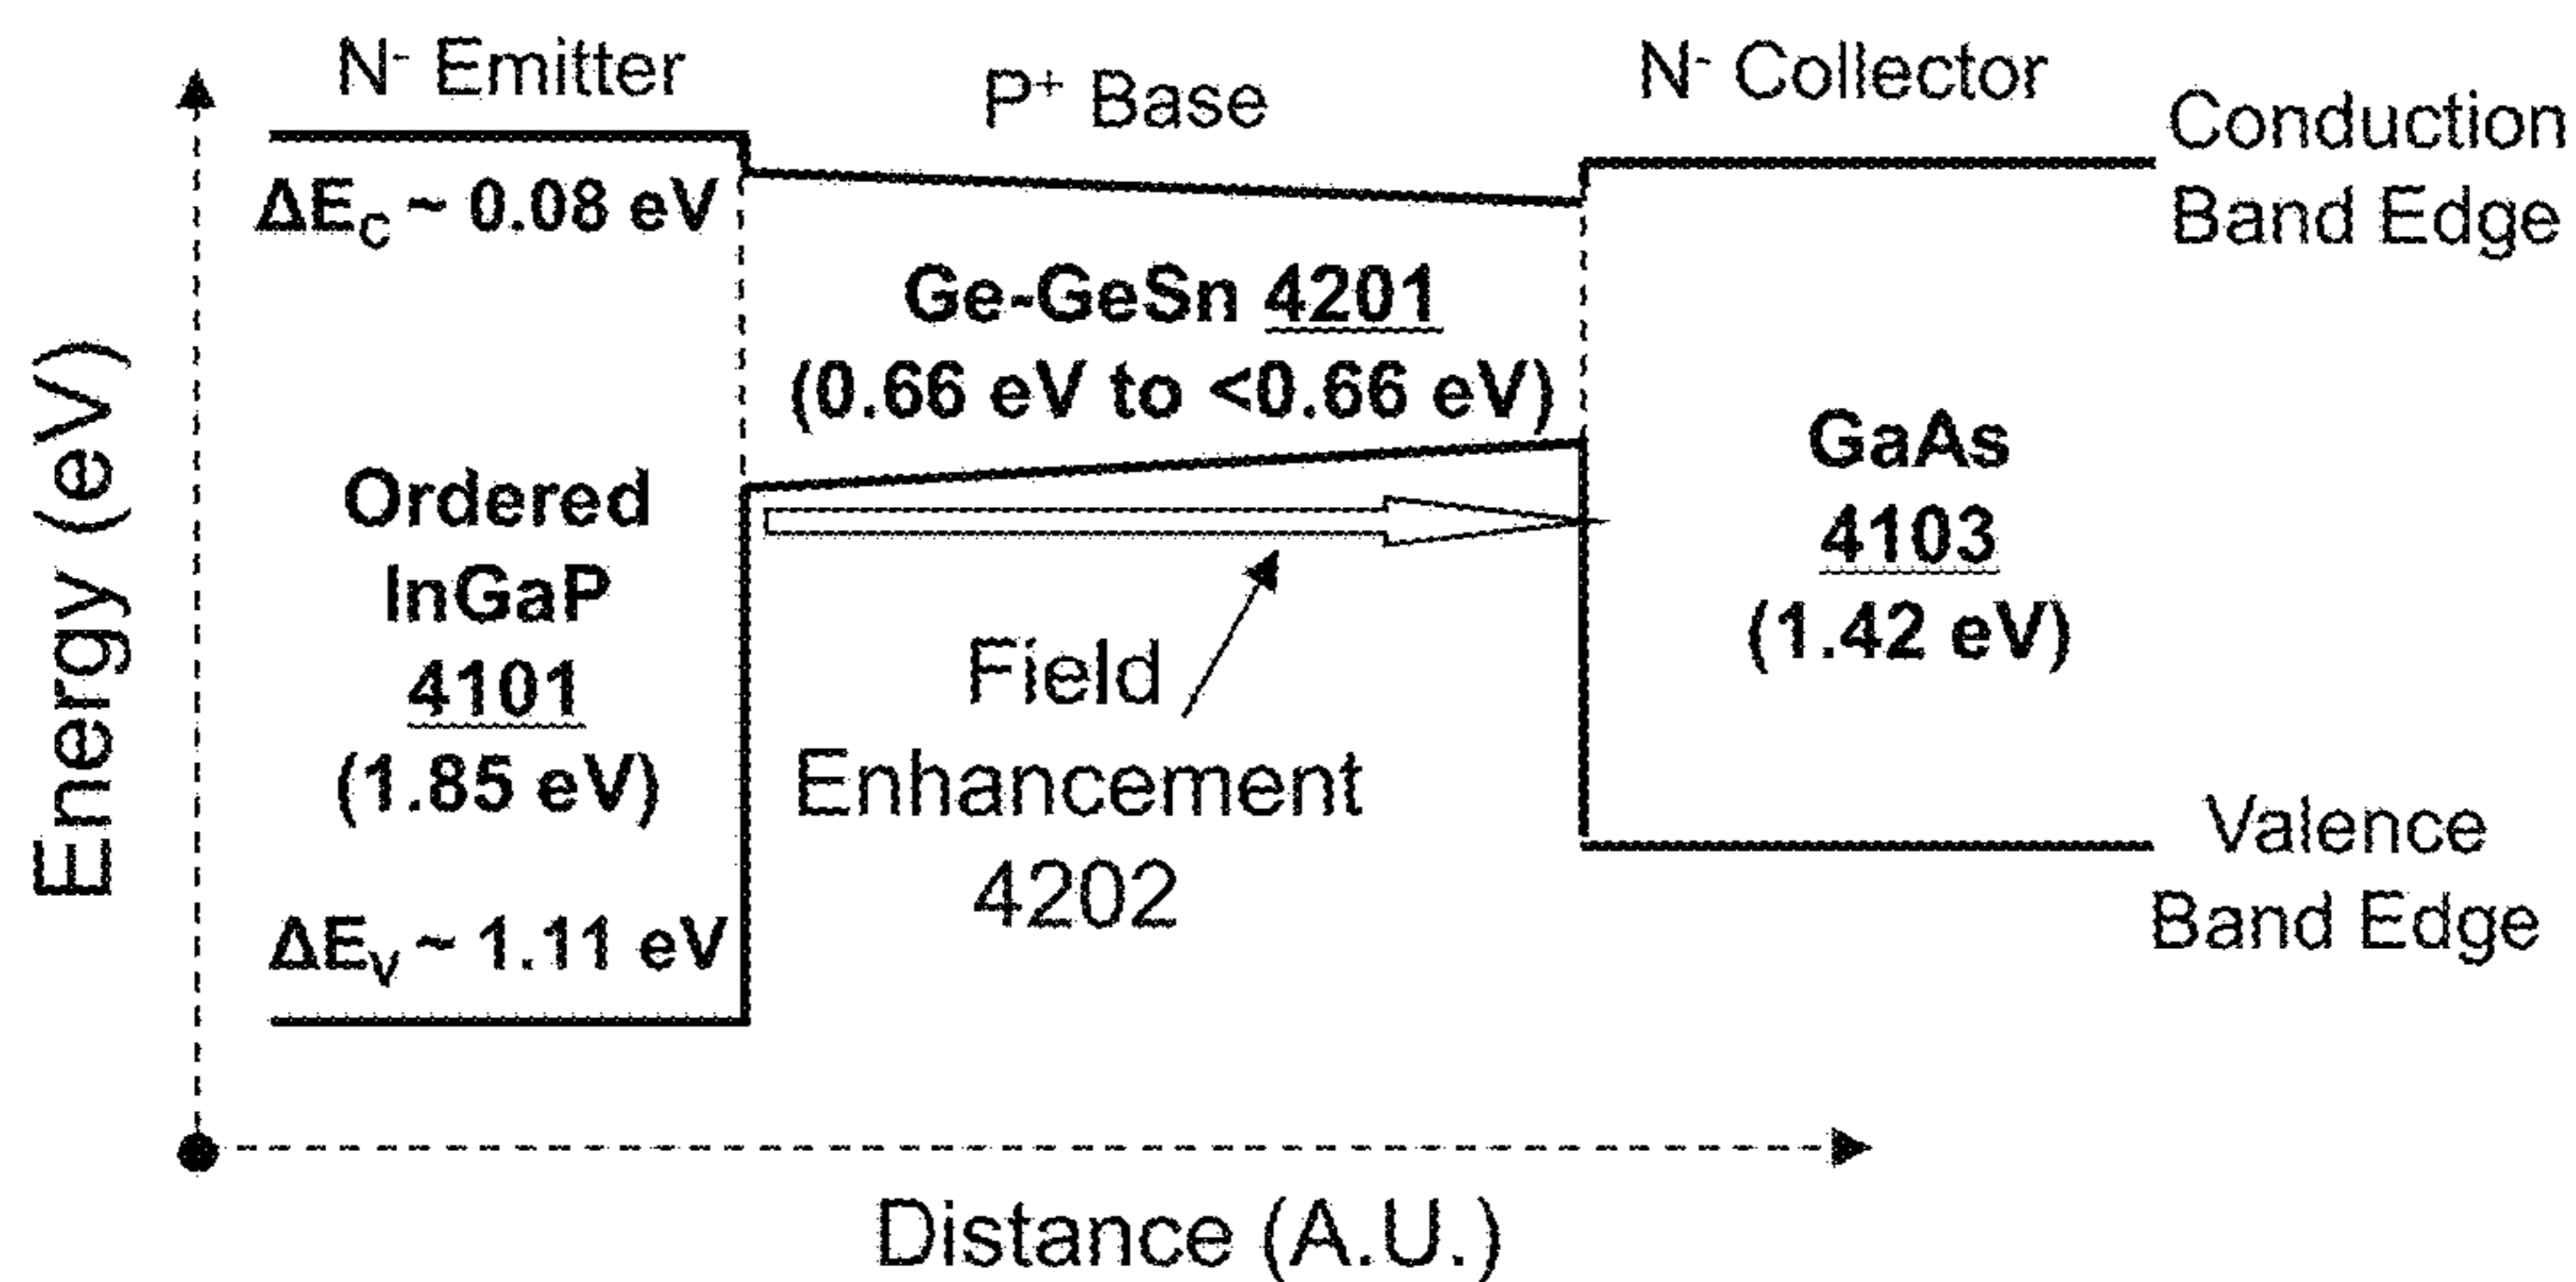 N- Emitter
P+ Base
N- Collector
Conduction
Band Edge
ΔEC ~ 0.08 eV
Ge-GeSn 4201
(0.66 eV to <0.66 eV)
Ordered
InGaP
4101
(1.85 eV)
GaAs
4103
(1.42 eV)
Field
Enhancement
4202
ΔEV ~ 1.11 eV
Valence
Band Edge
Energy (eV)
Distance (A.U.)